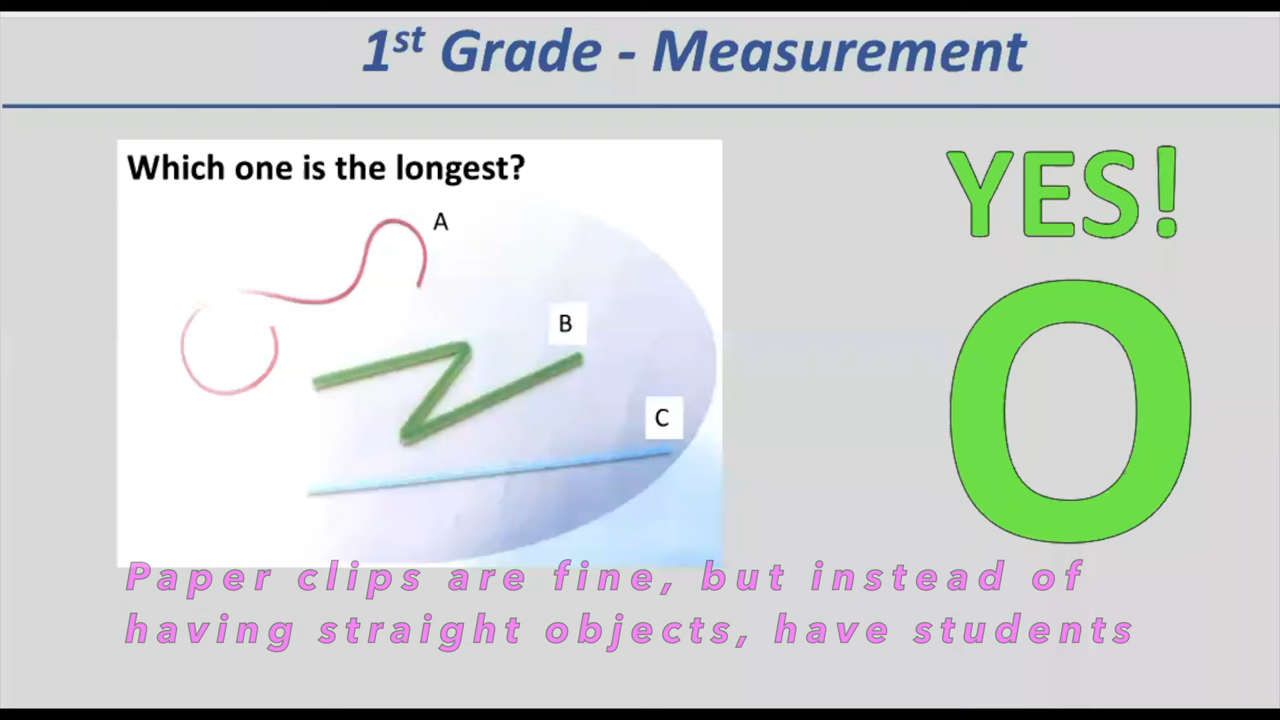 1st Grade - Measurement
Which one is the longest?
A
B
C
YES!
O
Paper clips are fine, but instead of
having straight objects, have students